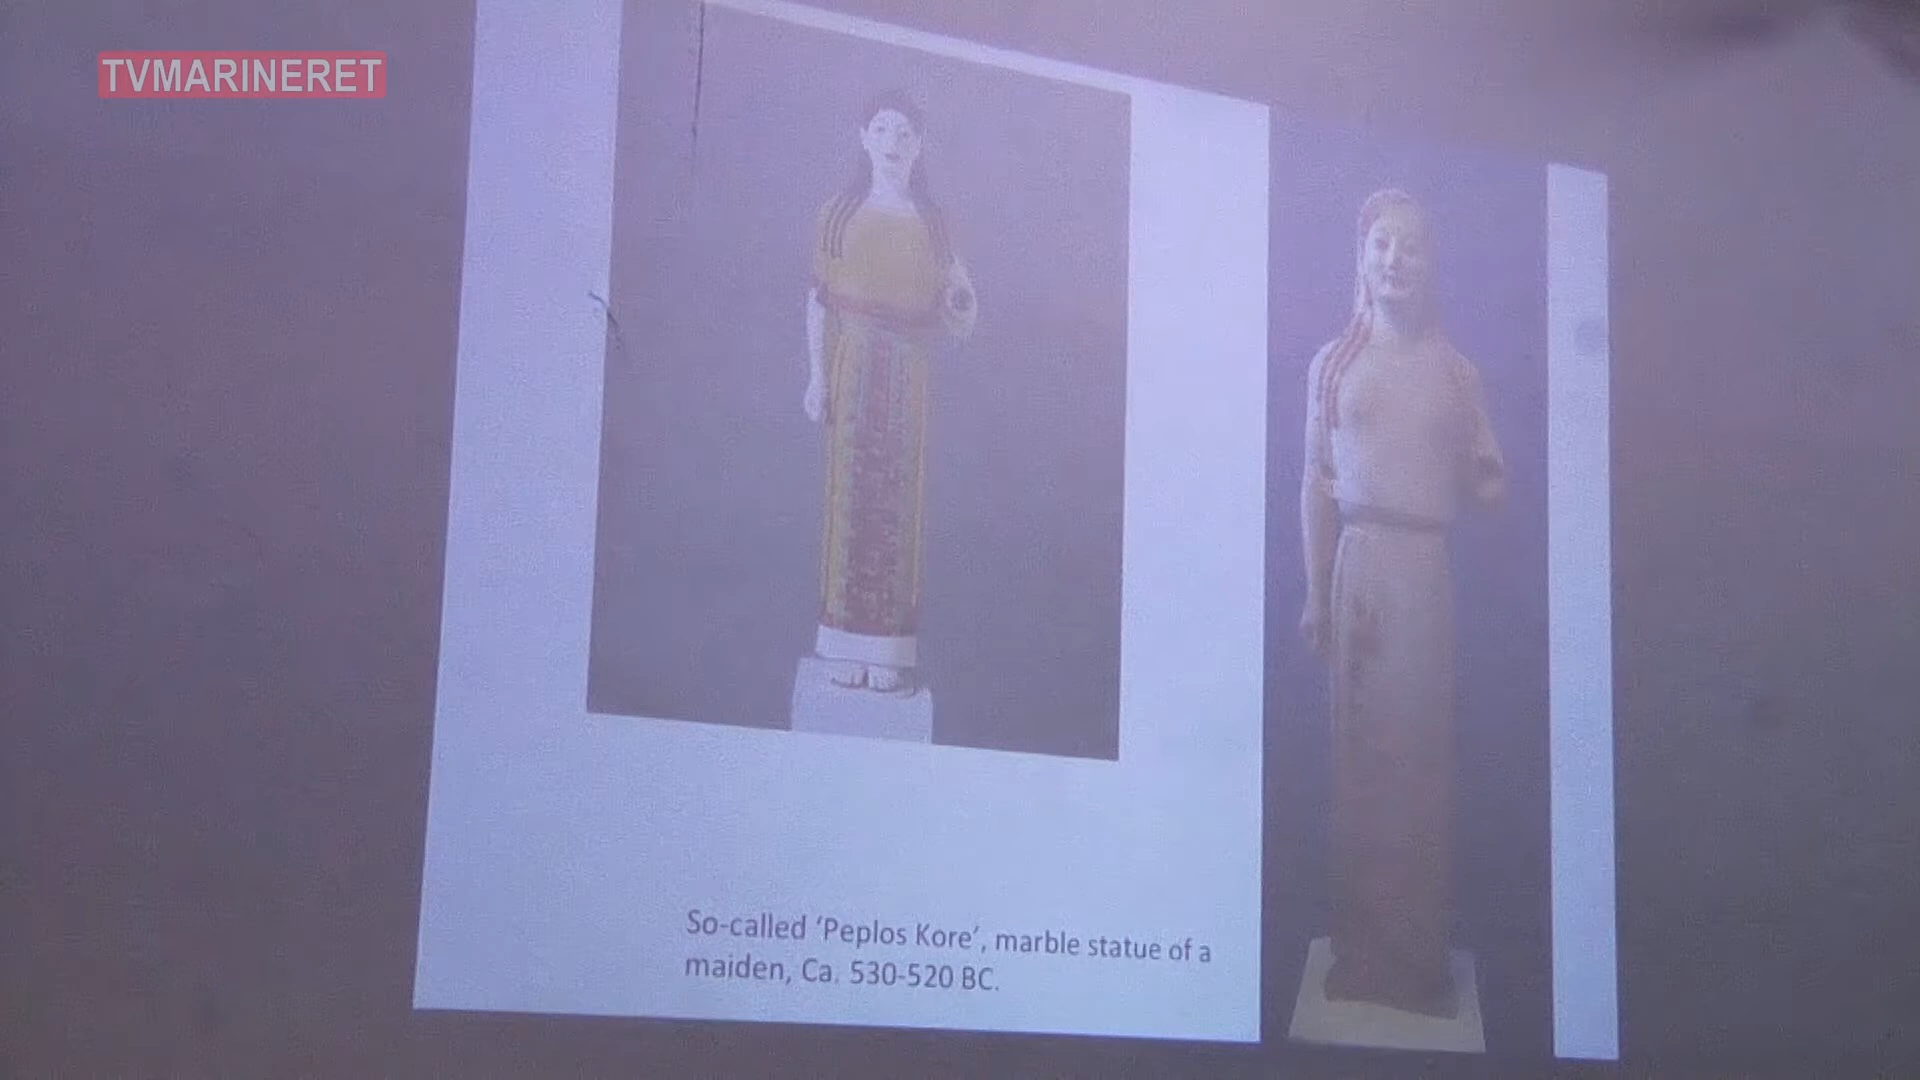 TVMARINERET
So-called ‘Peplos Kore’, marble statue of a
maiden, Ca. 530-520 BC.